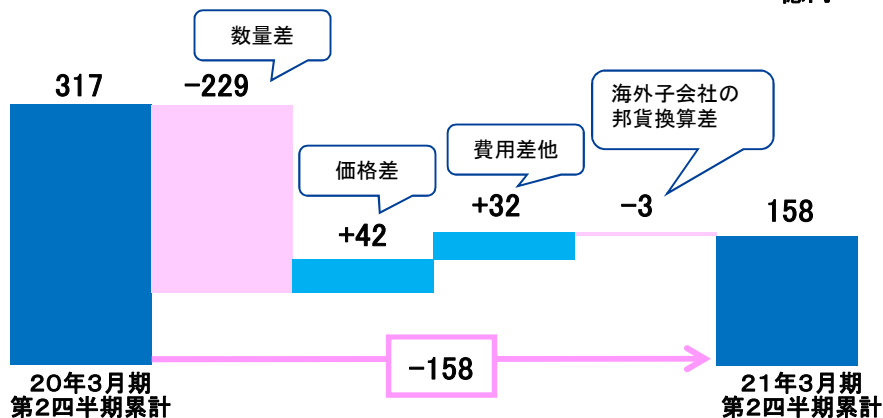 数量差
317
-229
海外子会社の
邦貨換算差
費用差他
価格差
+32
-3
158
+42
-158
20年3月期
第2四半期累計
21年3月期
第2四半期累計